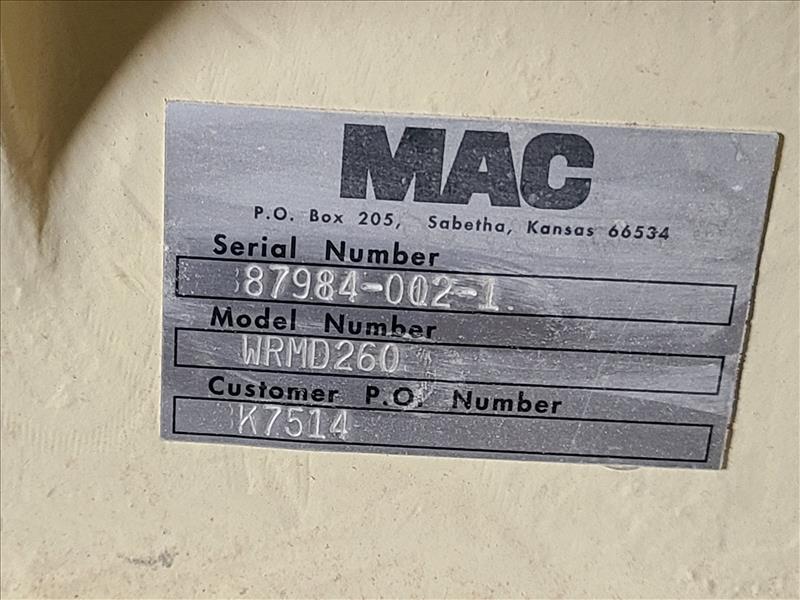 MAC
P.O. Box 205, Sabetha, Kansas 66534
Serial Number
87984-002-1
Model Number
WRMD260
Customer P.O. Number
K7514